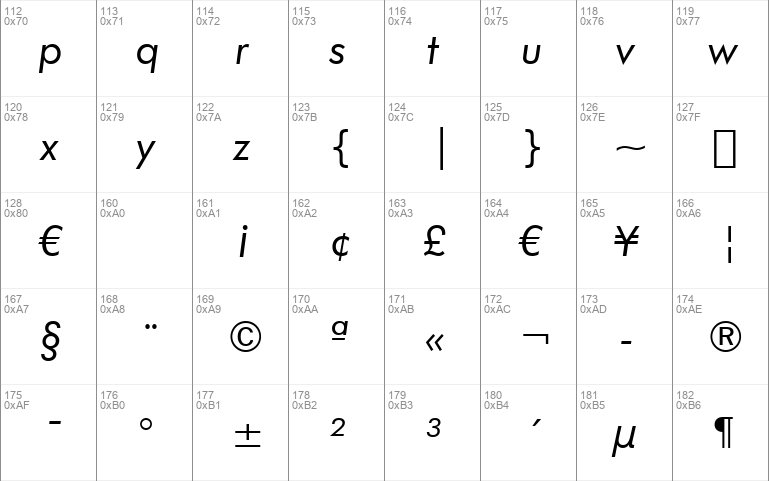 112 113 114 115 116 117 118 119
0x70 0x71 0x72 0x73 0x74 0x75 0x76 0x77
p q r s t u v w
120 121 122 123 124 125 126 127
0x78 0x79 0x7A 0x7B 0x7C 0x7D 0x7E 0x7F
x y z { | } ~ □
128 160 161 162 163 164 165 166
0x80 0xA0 0xA1 0xA2 0xA3 0xA4 0xA5 0xA6
€ i ¢ £ € ¥ ¦
167 168 169 170 171 172 173 174
0xA7 0xA8 0xA9 0xAA 0xAB 0xAC 0xAD 0xAE
§ ¨ © ª « ¬ - ®
175 176 177 178 179 180 181 182
0xAF 0xB0 0xB1 0xB2 0xB3 0xB4 0xB5 0xB6
¯ ° ± ² ³ ´ µ ¶